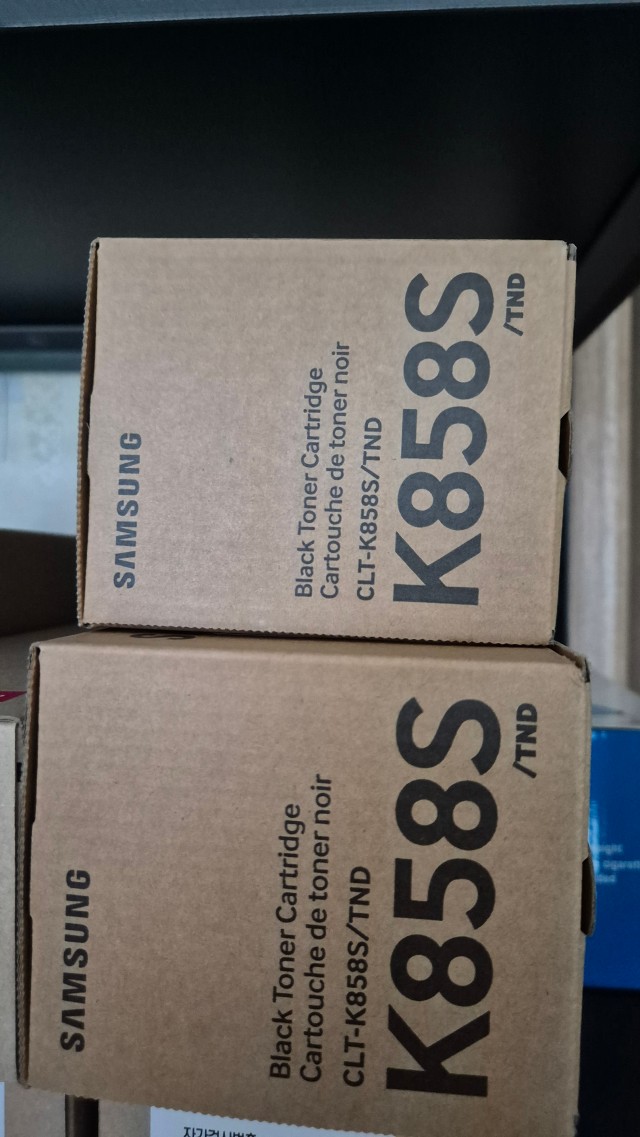 SAMSUNG
Black Toner Cartridge
Cartouche de toner noir
CLT-K858S/TND
K858S
/TND
SAMSUNG
Black Toner Cartridge
Cartouche de toner noir
CLT-K858S/TND
K858S
/TND